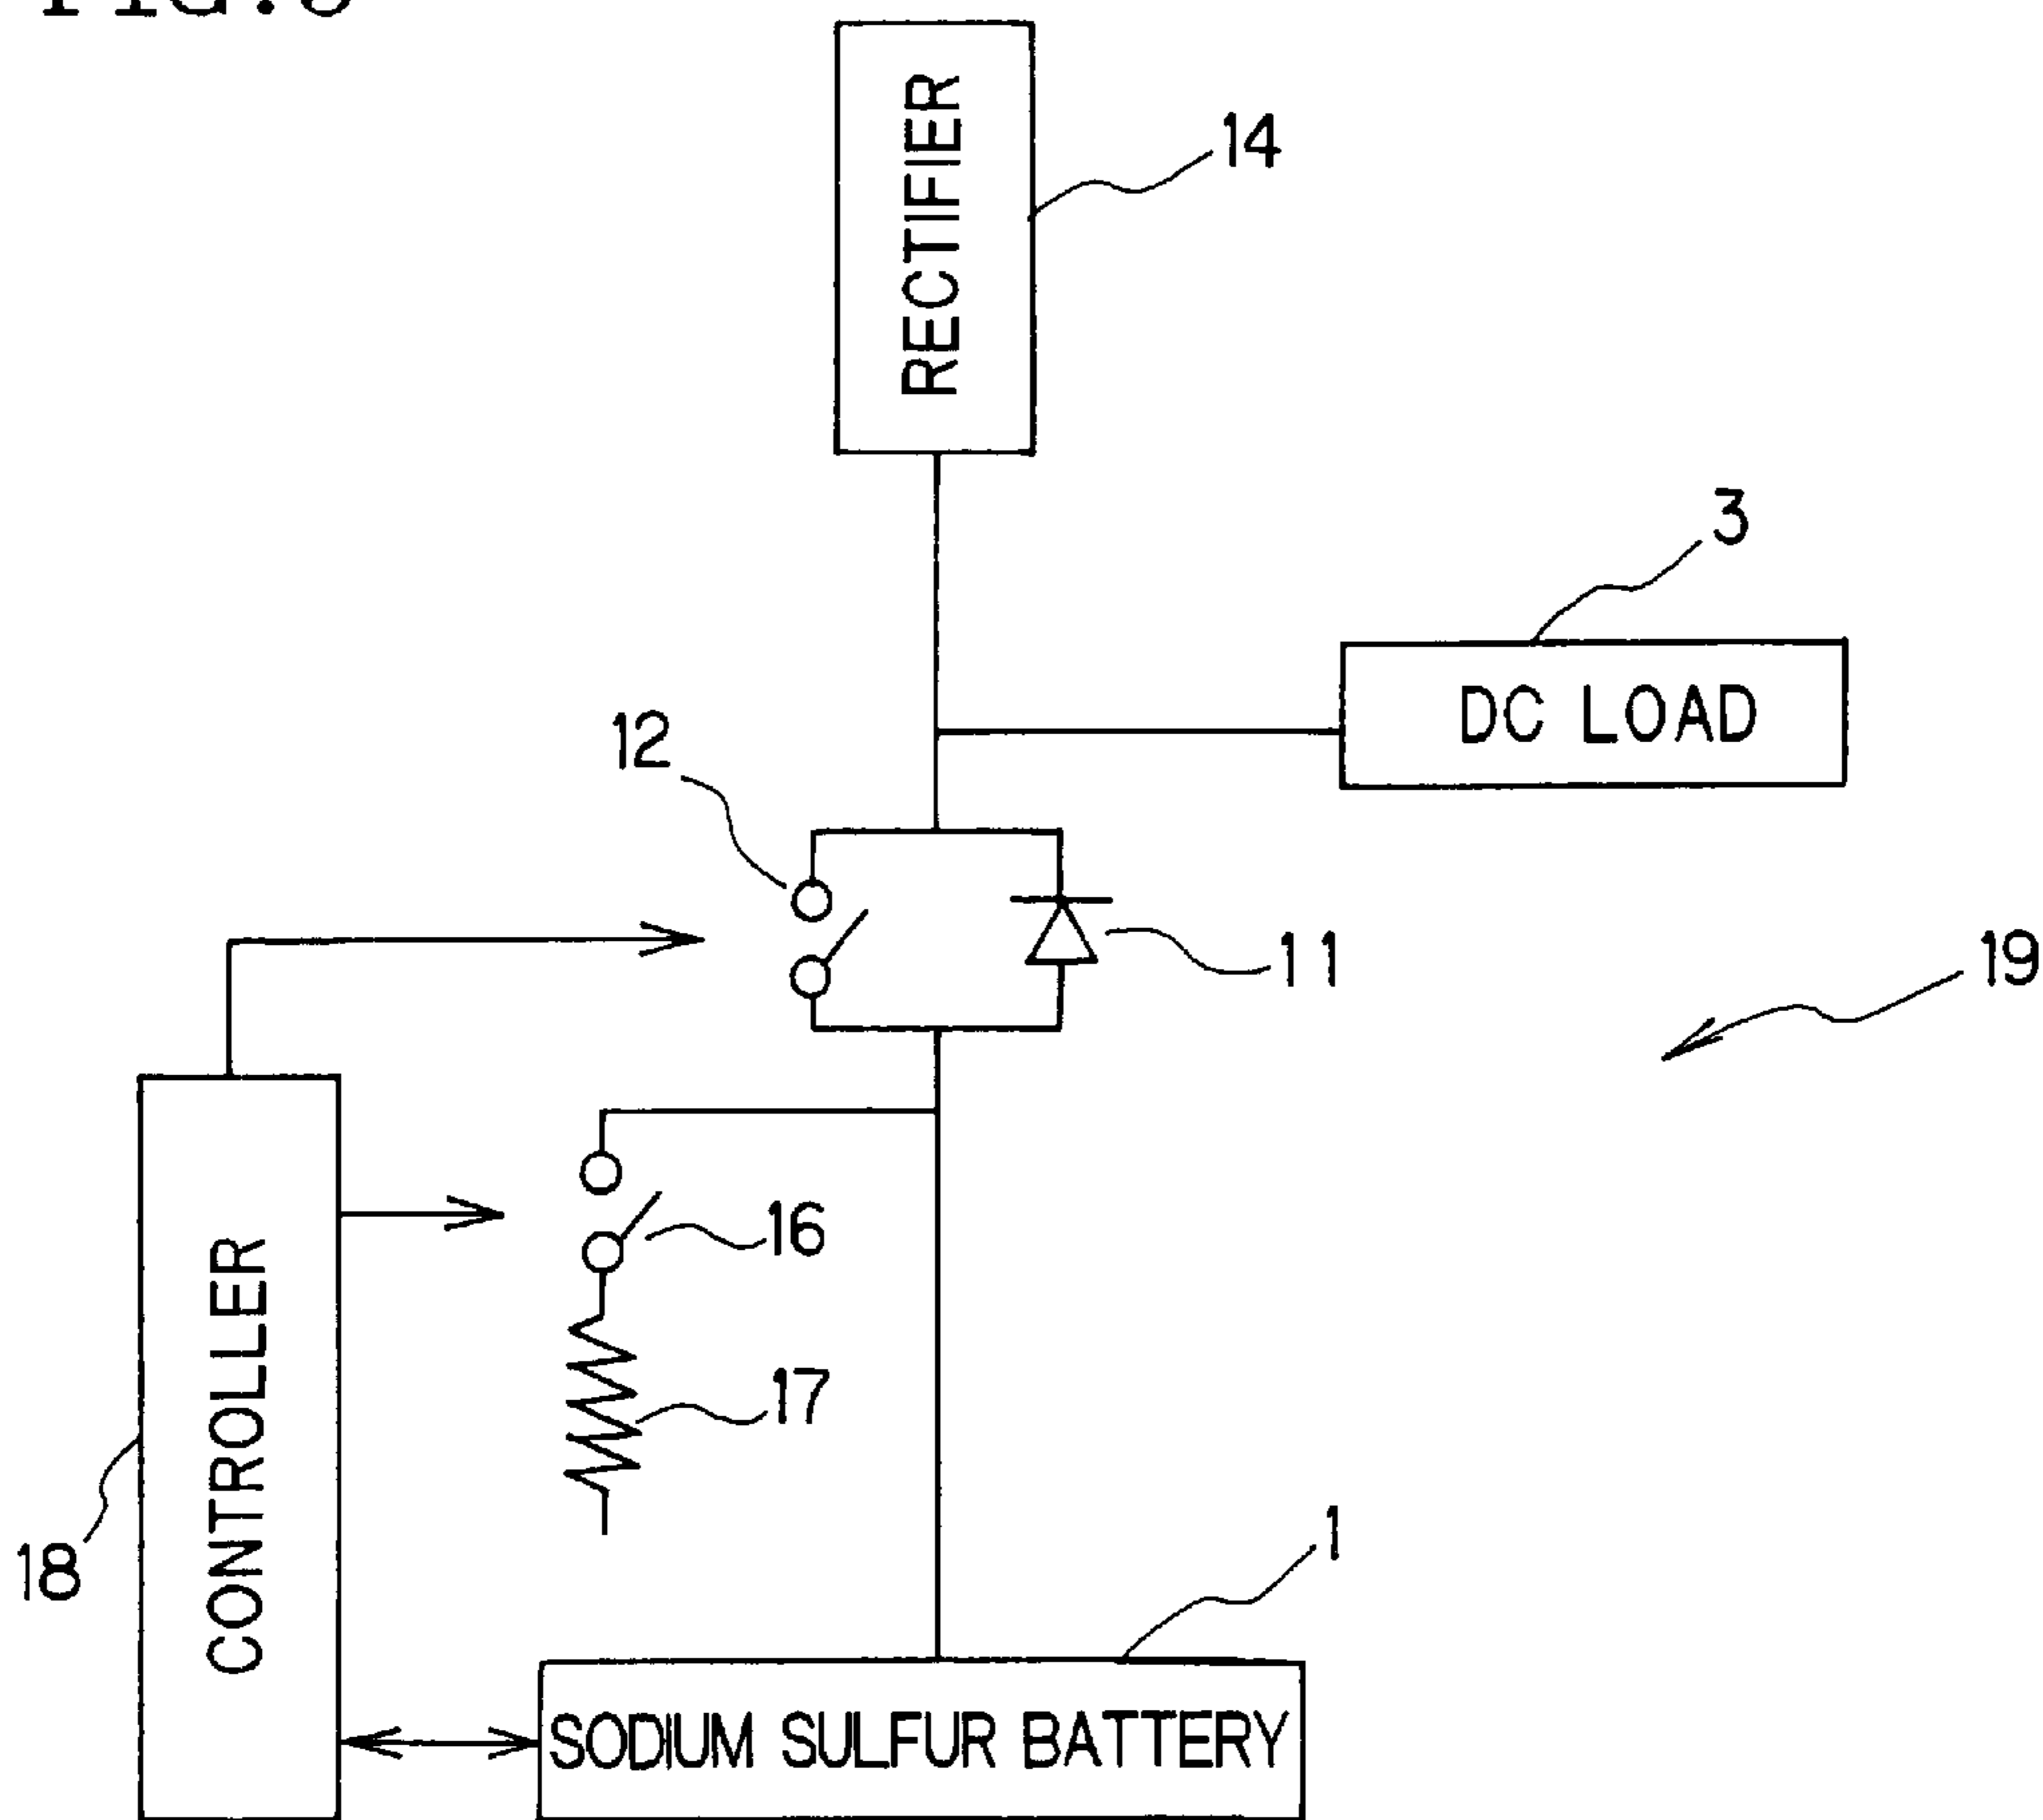 RECTIFIER
14
3
DC LOAD
12
11
19
16
17
CONTROLLER
18
1
SODIUM SULFUR BATTERY